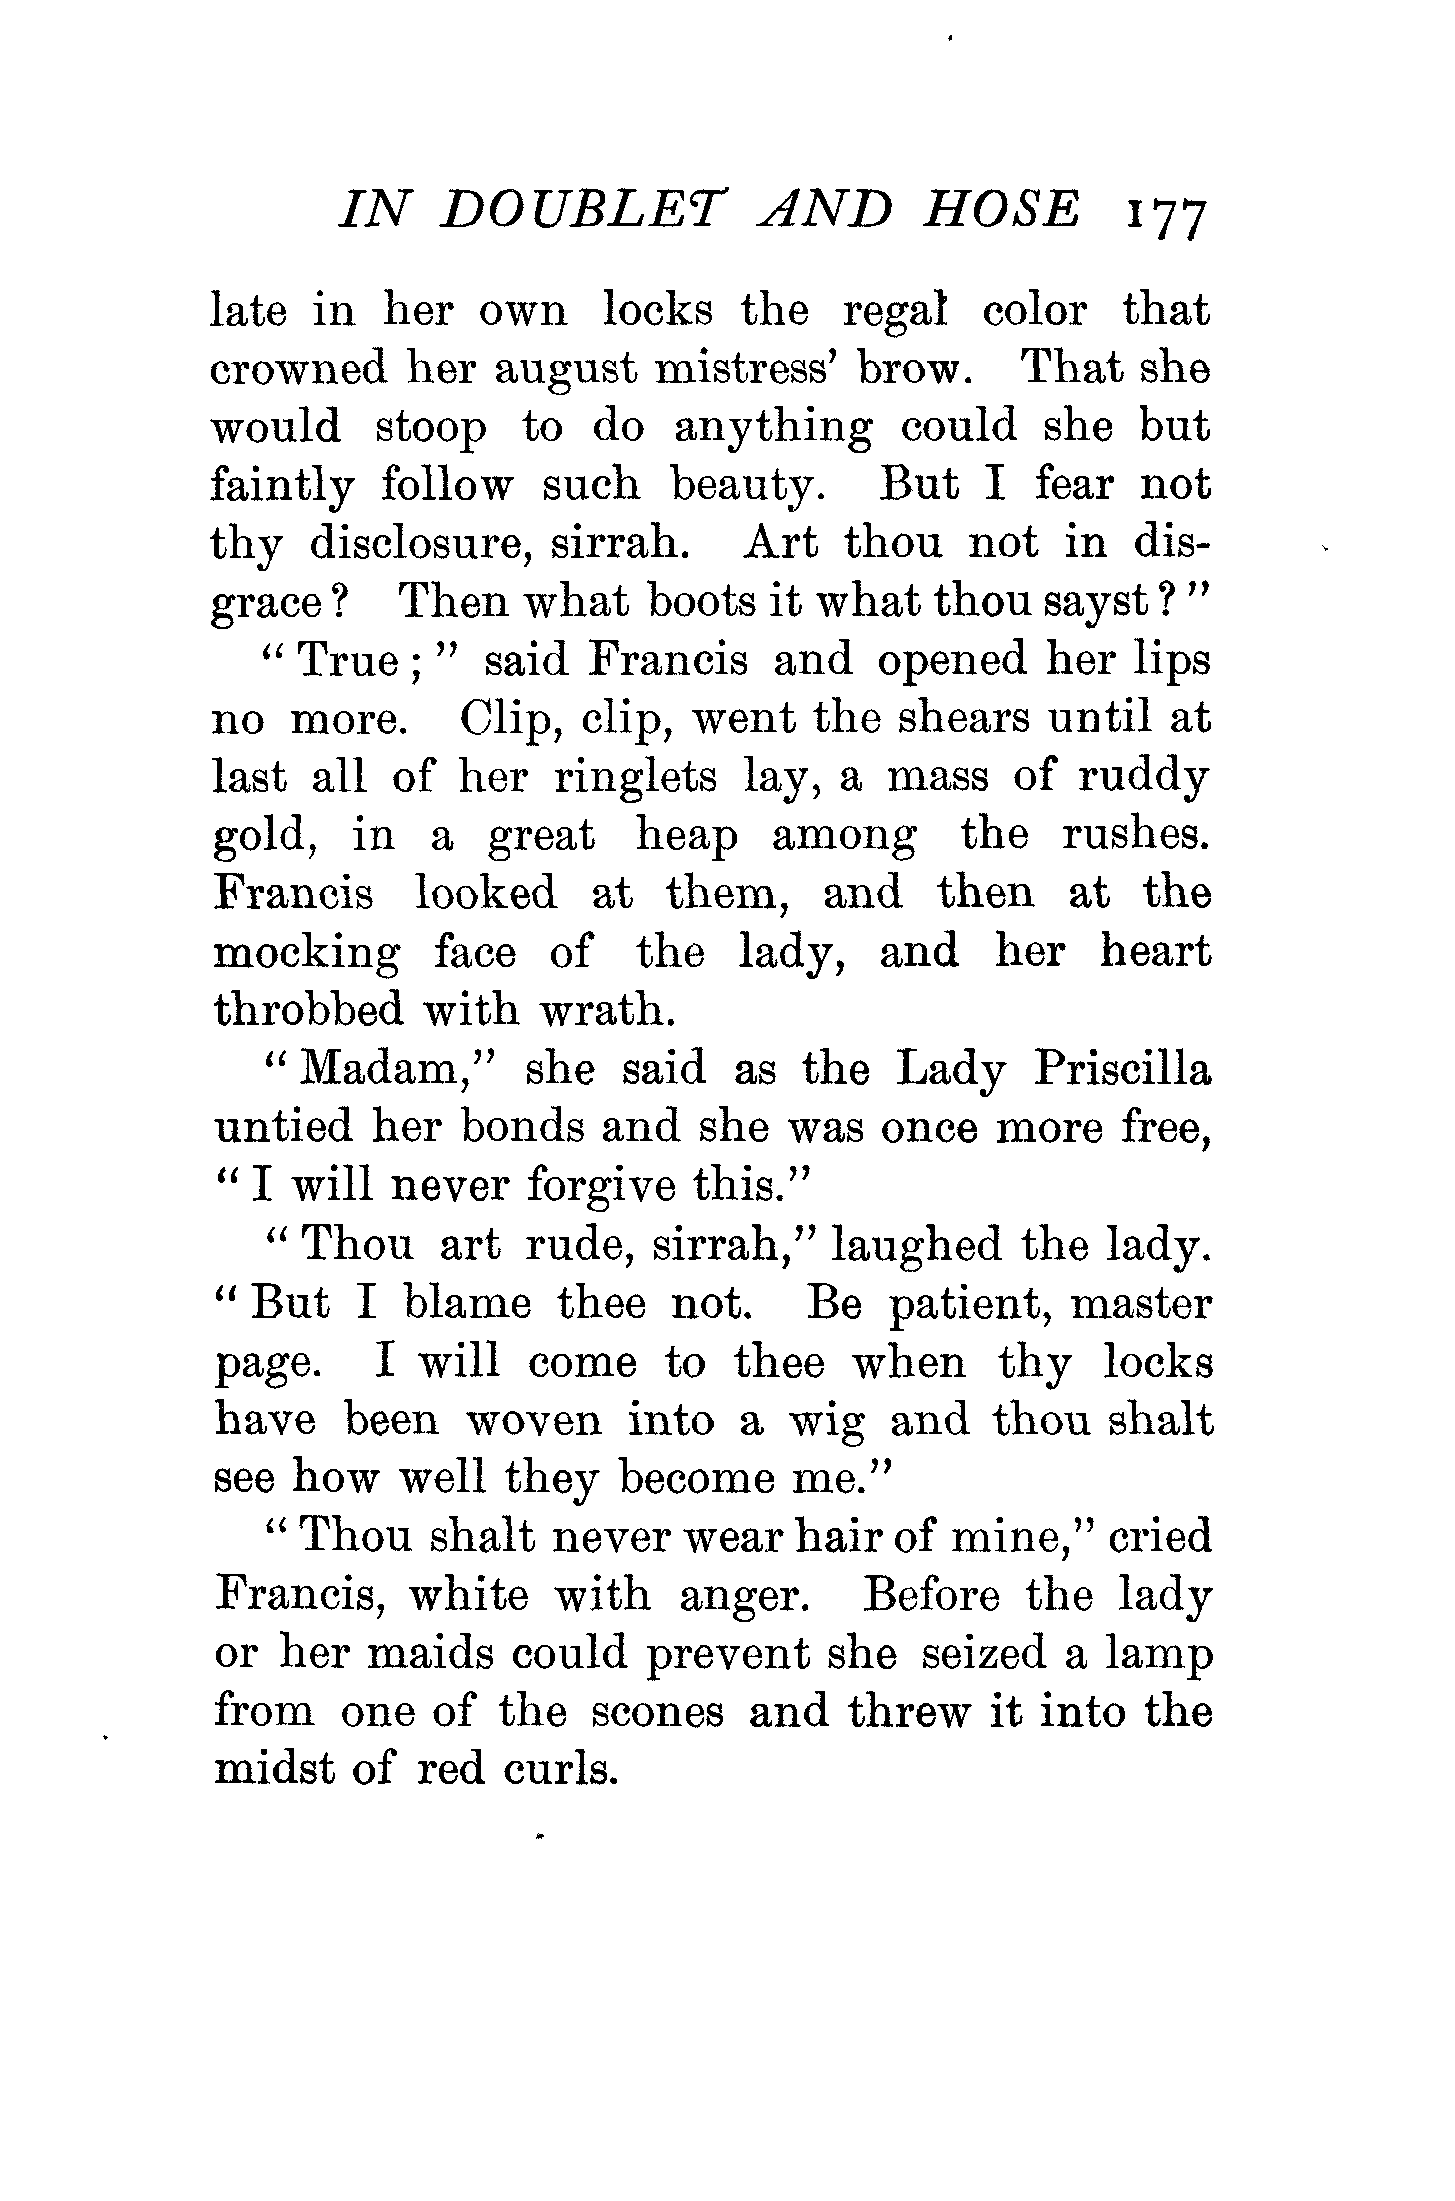 IN DOUBLET AND HOSE 177
late in her own locks the regal color that
crowned her august mistress' brow. That she
would stoop to do anything could she but
faintly follow such beauty. But I fear not
thy disclosure, sirrah. Art thou not in dis-
grace? Then what boots it what thou sayst?"
"True;" said Francis and opened her lips
no more. Clip, clip, went the shears until at
last all of her ringlets lay, a mass of ruddy
gold, in a great heap among the rushes.
Francis looked at them, and then at the
mocking face of the lady, and her heart
throbbed with wrath.
"Madam," she said as the Lady Priscilla
untied her bonds and she was once more free,
"I will never forgive this."
"Thou art rude, sirrah," laughed the lady.
"But I blame thee not. Be patient, master
page. I will come to thee when thy locks
have been woven into a wig and thou shalt
see how well they become me."
"Thou shalt never wear hair of mine," cried
Francis, white with anger. Before the lady
or her maids could prevent she seized a lamp
from one of the scones and threw it into the
midst of red curls.